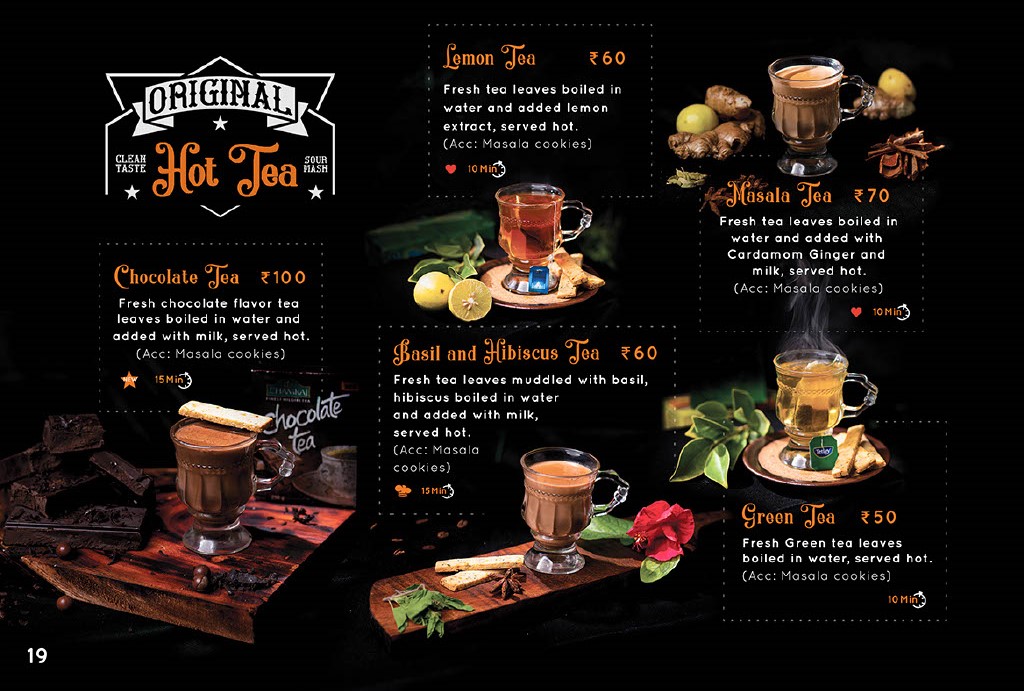 ORIGINAL
CLEAN
TASTE
Hot Tea
SOUR
MASH
Lemon Tea ₹60
Fresh tea leaves boiled in
water and added lemon
extract, served hot.
(Acc: Masala cookies)
10 Min
Masala Tea ₹70
Fresh tea leaves boiled in
water and added with
Cardamom Ginger and
milk, served hot.
(Acc: Masala cookies)
10 Min
Chocolate Tea ₹100
Fresh chocolate flavor tea
leaves boiled in water and
added with milk, served hot.
(Acc: Masala cookies)
NEW 15 Min
chocolate
tea
Basil and Hibiscus Tea ₹60
Fresh tea leaves muddled with basil,
hibiscus boiled in water
and added with milk,
served hot.
(Acc: Masala
cookies)
15 Min
Tetley
Green Tea ₹50
Fresh Green tea leaves
boiled in water, served hot.
(Acc: Masala cookies)
10 Min
19